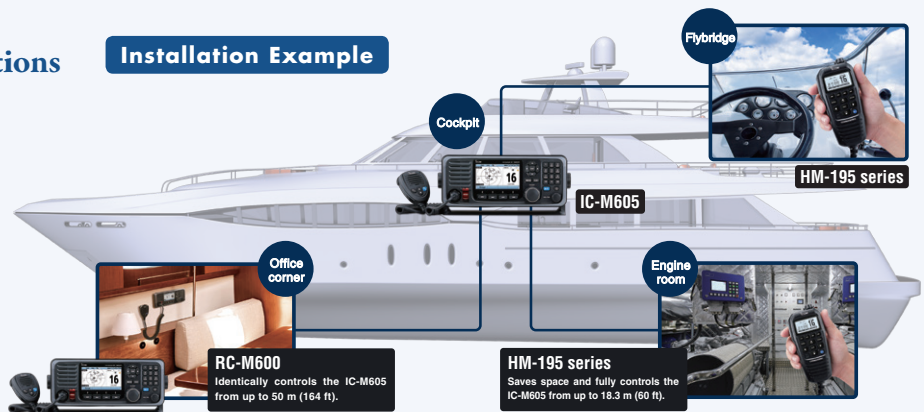 tions
Installation Example
Flybridge
Cockpit
16
HM-195 series
16
IC-M605
Office
corner
Engine
room
RC-M600
Identically controls the IC-M605
from up to 50 m (164 ft).
HM-195 series
Saves space and fully controls the
IC-M605 from up to 18.3 m (60 ft).
16
16